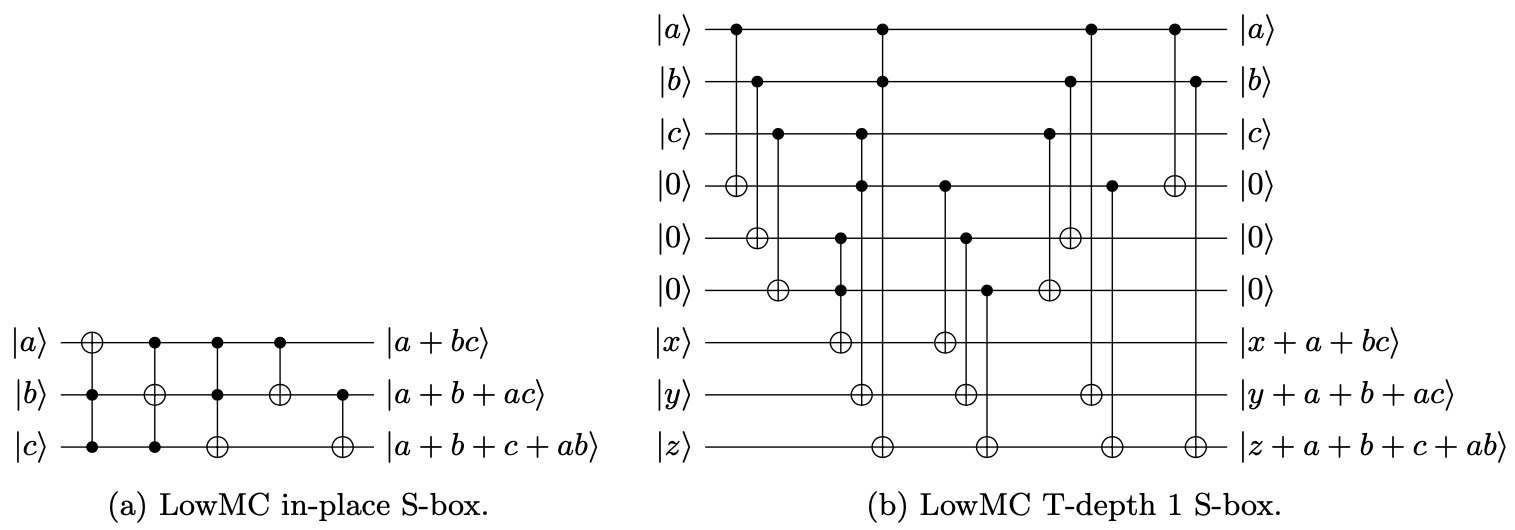 |a⟩ |a + bc⟩
|b⟩ |a + b + ac⟩
|c⟩ |a + b + c + ab⟩
(a) LowMC in-place S-box.
|a⟩ |a⟩
|b⟩ |b⟩
|c⟩ |c⟩
|0⟩ |0⟩
|0⟩ |0⟩
|0⟩ |0⟩
|x⟩ |x + a + bc⟩
|y⟩ |y + a + b + ac⟩
|z⟩ |z + a + b + c + ab⟩
(b) LowMC T-depth 1 S-box.